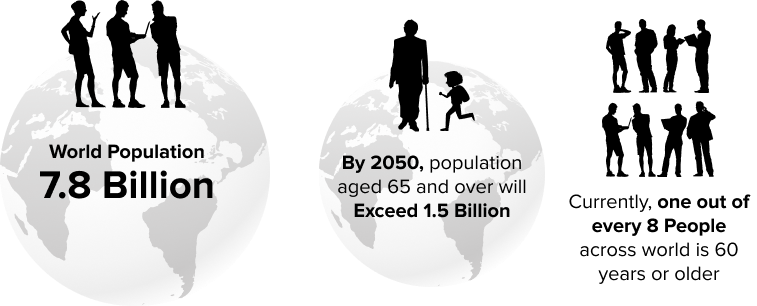 World Population
7.8 Billion
By 2050, population
aged 65 and over will
Exceed 1.5 Billion
Currently, one out of
every 8 People
across world is 60
years or older